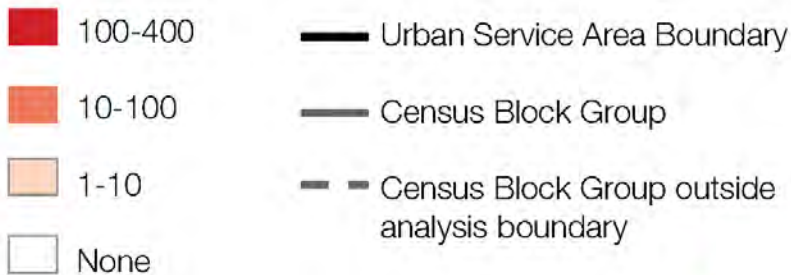 100-400
10-100
1-10
None
Urban Service Area Boundary
Census Block Group
Census Block Group outside
analysis boundary